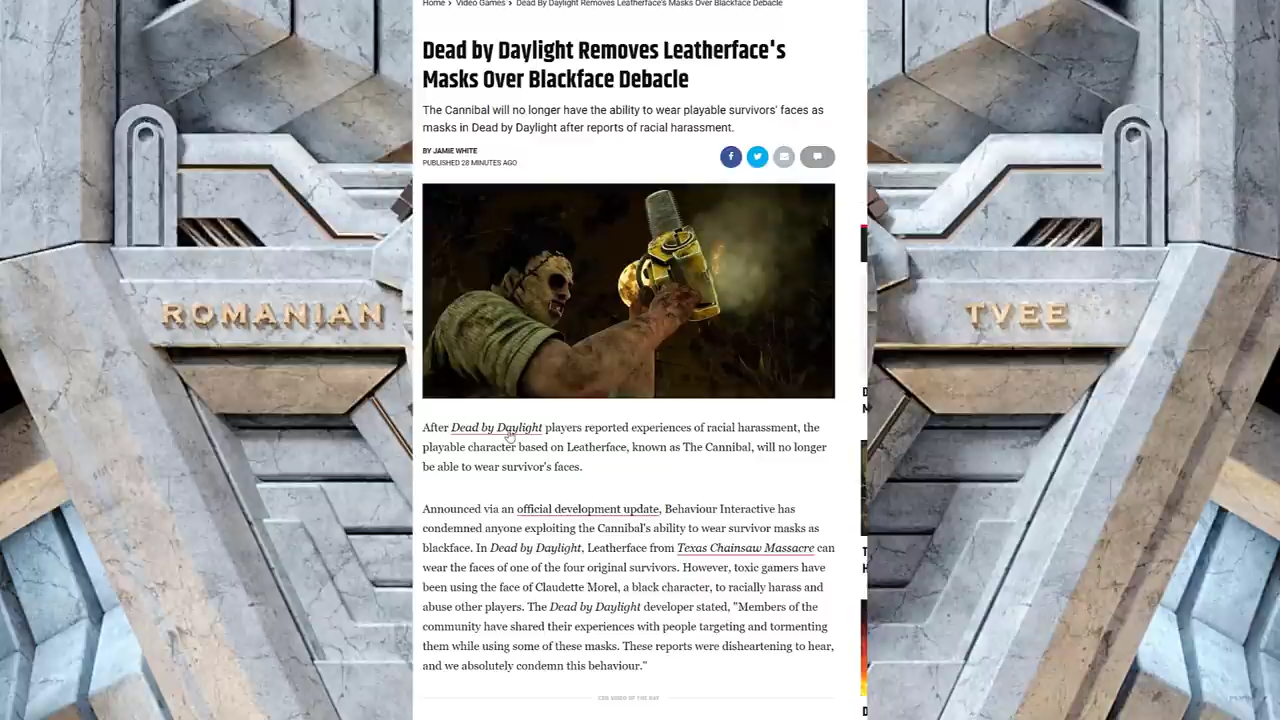 Home > Video Games > Dead By Daylight Removes Leatherface's Masks Over Blackface Debacle
Dead by Daylight Removes Leatherface's
Masks Over Blackface Debacle
The Cannibal will no longer have the ability to wear playable survivors' faces as
masks in Dead by Daylight after reports of racial harassment.
BY JAMIE WHITE
PUBLISHED 28 MINUTES AGO
ROMANIAN
TVEE
After Dead by Daylight players reported experiences of racial harassment, the
playable character based on Leatherface, known as The Cannibal, will no longer
be able to wear survivor's faces.
Announced via an official development update, Behaviour Interactive has
condemned anyone exploiting the Cannibal's ability to wear survivor masks as
blackface. In Dead by Daylight, Leatherface from Texas Chainsaw Massacre can
wear the faces of one of the four original survivors. However, toxic gamers have
been using the face of Claudette Morel, a black character, to racially harass and
abuse other players. The Dead by Daylight developer stated, "Members of the
community have shared their experiences with people targeting and tormenting
them while using some of these masks. These reports were disheartening to hear,
and we absolutely condemn this behaviour."
CBR VIDEO OF THE DAY